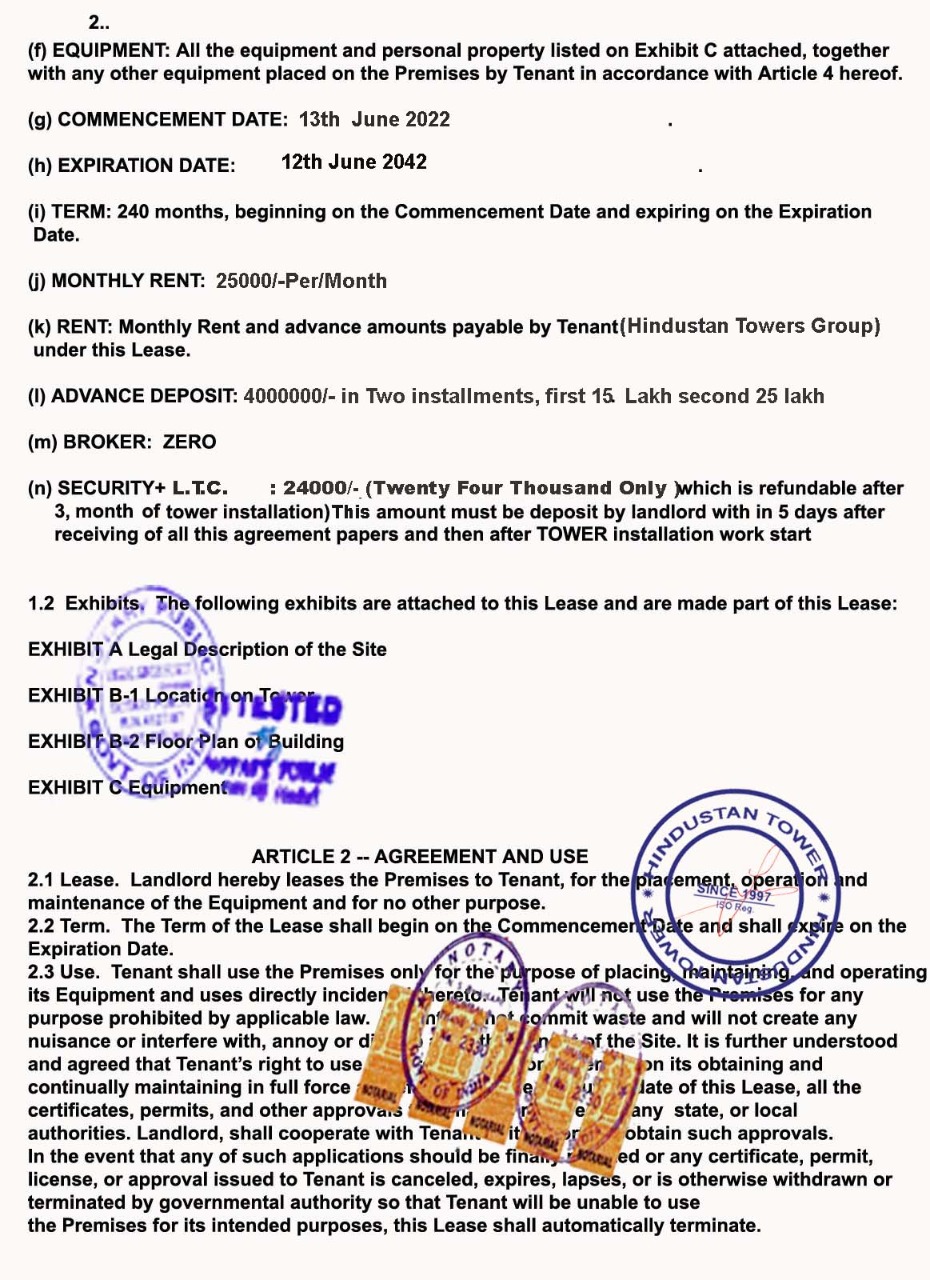 2..
(f) EQUIPMENT: All the equipment and personal property listed on Exhibit C attached, together
with any other equipment placed on the Premises by Tenant in accordance with Article 4 hereof.
(g) COMMENCEMENT DATE: 13th June 2022 .
(h) EXPIRATION DATE: 12th June 2042 .
(i) TERM: 240 months, beginning on the Commencement Date and expiring on the Expiration
Date.
(j) MONTHLY RENT: 25000/-Per/Month
(k) RENT: Monthly Rent and advance amounts payable by Tenant(Hindustan Towers Group)
under this Lease.
(l) ADVANCE DEPOSIT: 4000000/- in Two installments, first 15 Lakh second 25 lakh
(m) BROKER: ZERO
(n) SECURITY+ L.T.C. : 24000/- (Twenty Four Thousand Only )which is refundable after
3, month of tower installation)This amount must be deposit by landlord with in 5 days after
receiving of all this agreement papers and then after TOWER installation work start
1.2 Exhibits. The following exhibits are attached to this Lease and are made part of this Lease:
EXHIBIT A Legal Description of the Site
EXHIBIT B-1 Location on Tower
ATTESTED
EXHIBIT B-2 Floor Plan of Building
NOTARY PUBLIC
GOVT. OF INDIA
EXHIBIT C Equipment
HINDUSTAN TOWER * HINDUSTAN TOWER *
SINCE 1997
ISO Reg.
ARTICLE 2 -- AGREEMENT AND USE
2.1 Lease. Landlord hereby leases the Premises to Tenant, for the placement, operation and
maintenance of the Equipment and for no other purpose.
2.2 Term. The Term of the Lease shall begin on the Commencement Date and shall expire on the
Expiration Date.
2.3 Use. Tenant shall use the Premises only for the purpose of placing, maintaining, and operating
its Equipment and uses directly inciden hereto. Tenant will not use the Premises for any
purpose prohibited by applicable law. not commit waste and will not create any
nuisance or interfere with, annoy or of the Site. It is further understood
and agreed that Tenant's right to use on its obtaining and
continually maintaining in full force date of this Lease, all the
certificates, permits, and other approvals any state, or local
authorities. Landlord, shall cooperate with Tenant obtain such approvals.
In the event that any of such applications should be finally ed or any certificate, permit,
license, or approval issued to Tenant is canceled, expires, lapses, or is otherwise withdrawn or
terminated by governmental authority so that Tenant will be unable to use
the Premises for its intended purposes, this Lease shall automatically terminate.
NOTARY
2330
GOVT. OF INDIA
2330
NOTARIAL
NOTARIAL
NOTARIAL
NOTARIAL
NOTARIAL